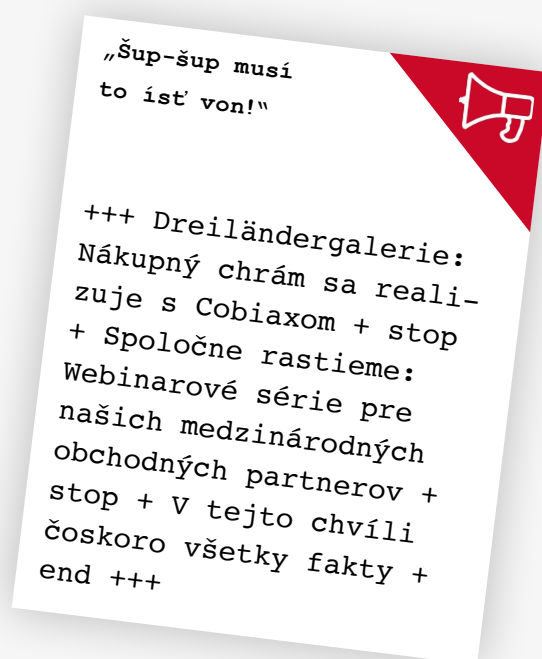 „Šup-šup musí
to ísť von!“
+++ Dreiländergalerie:
Nákupný chrám sa reali-
zuje s Cobiaxom + stop
+ Spoločne rastieme:
Webinarové série pre
našich medzinárodných
obchodných partnerov +
stop + V tejto chvíli
čoskoro všetky fakty +
end +++